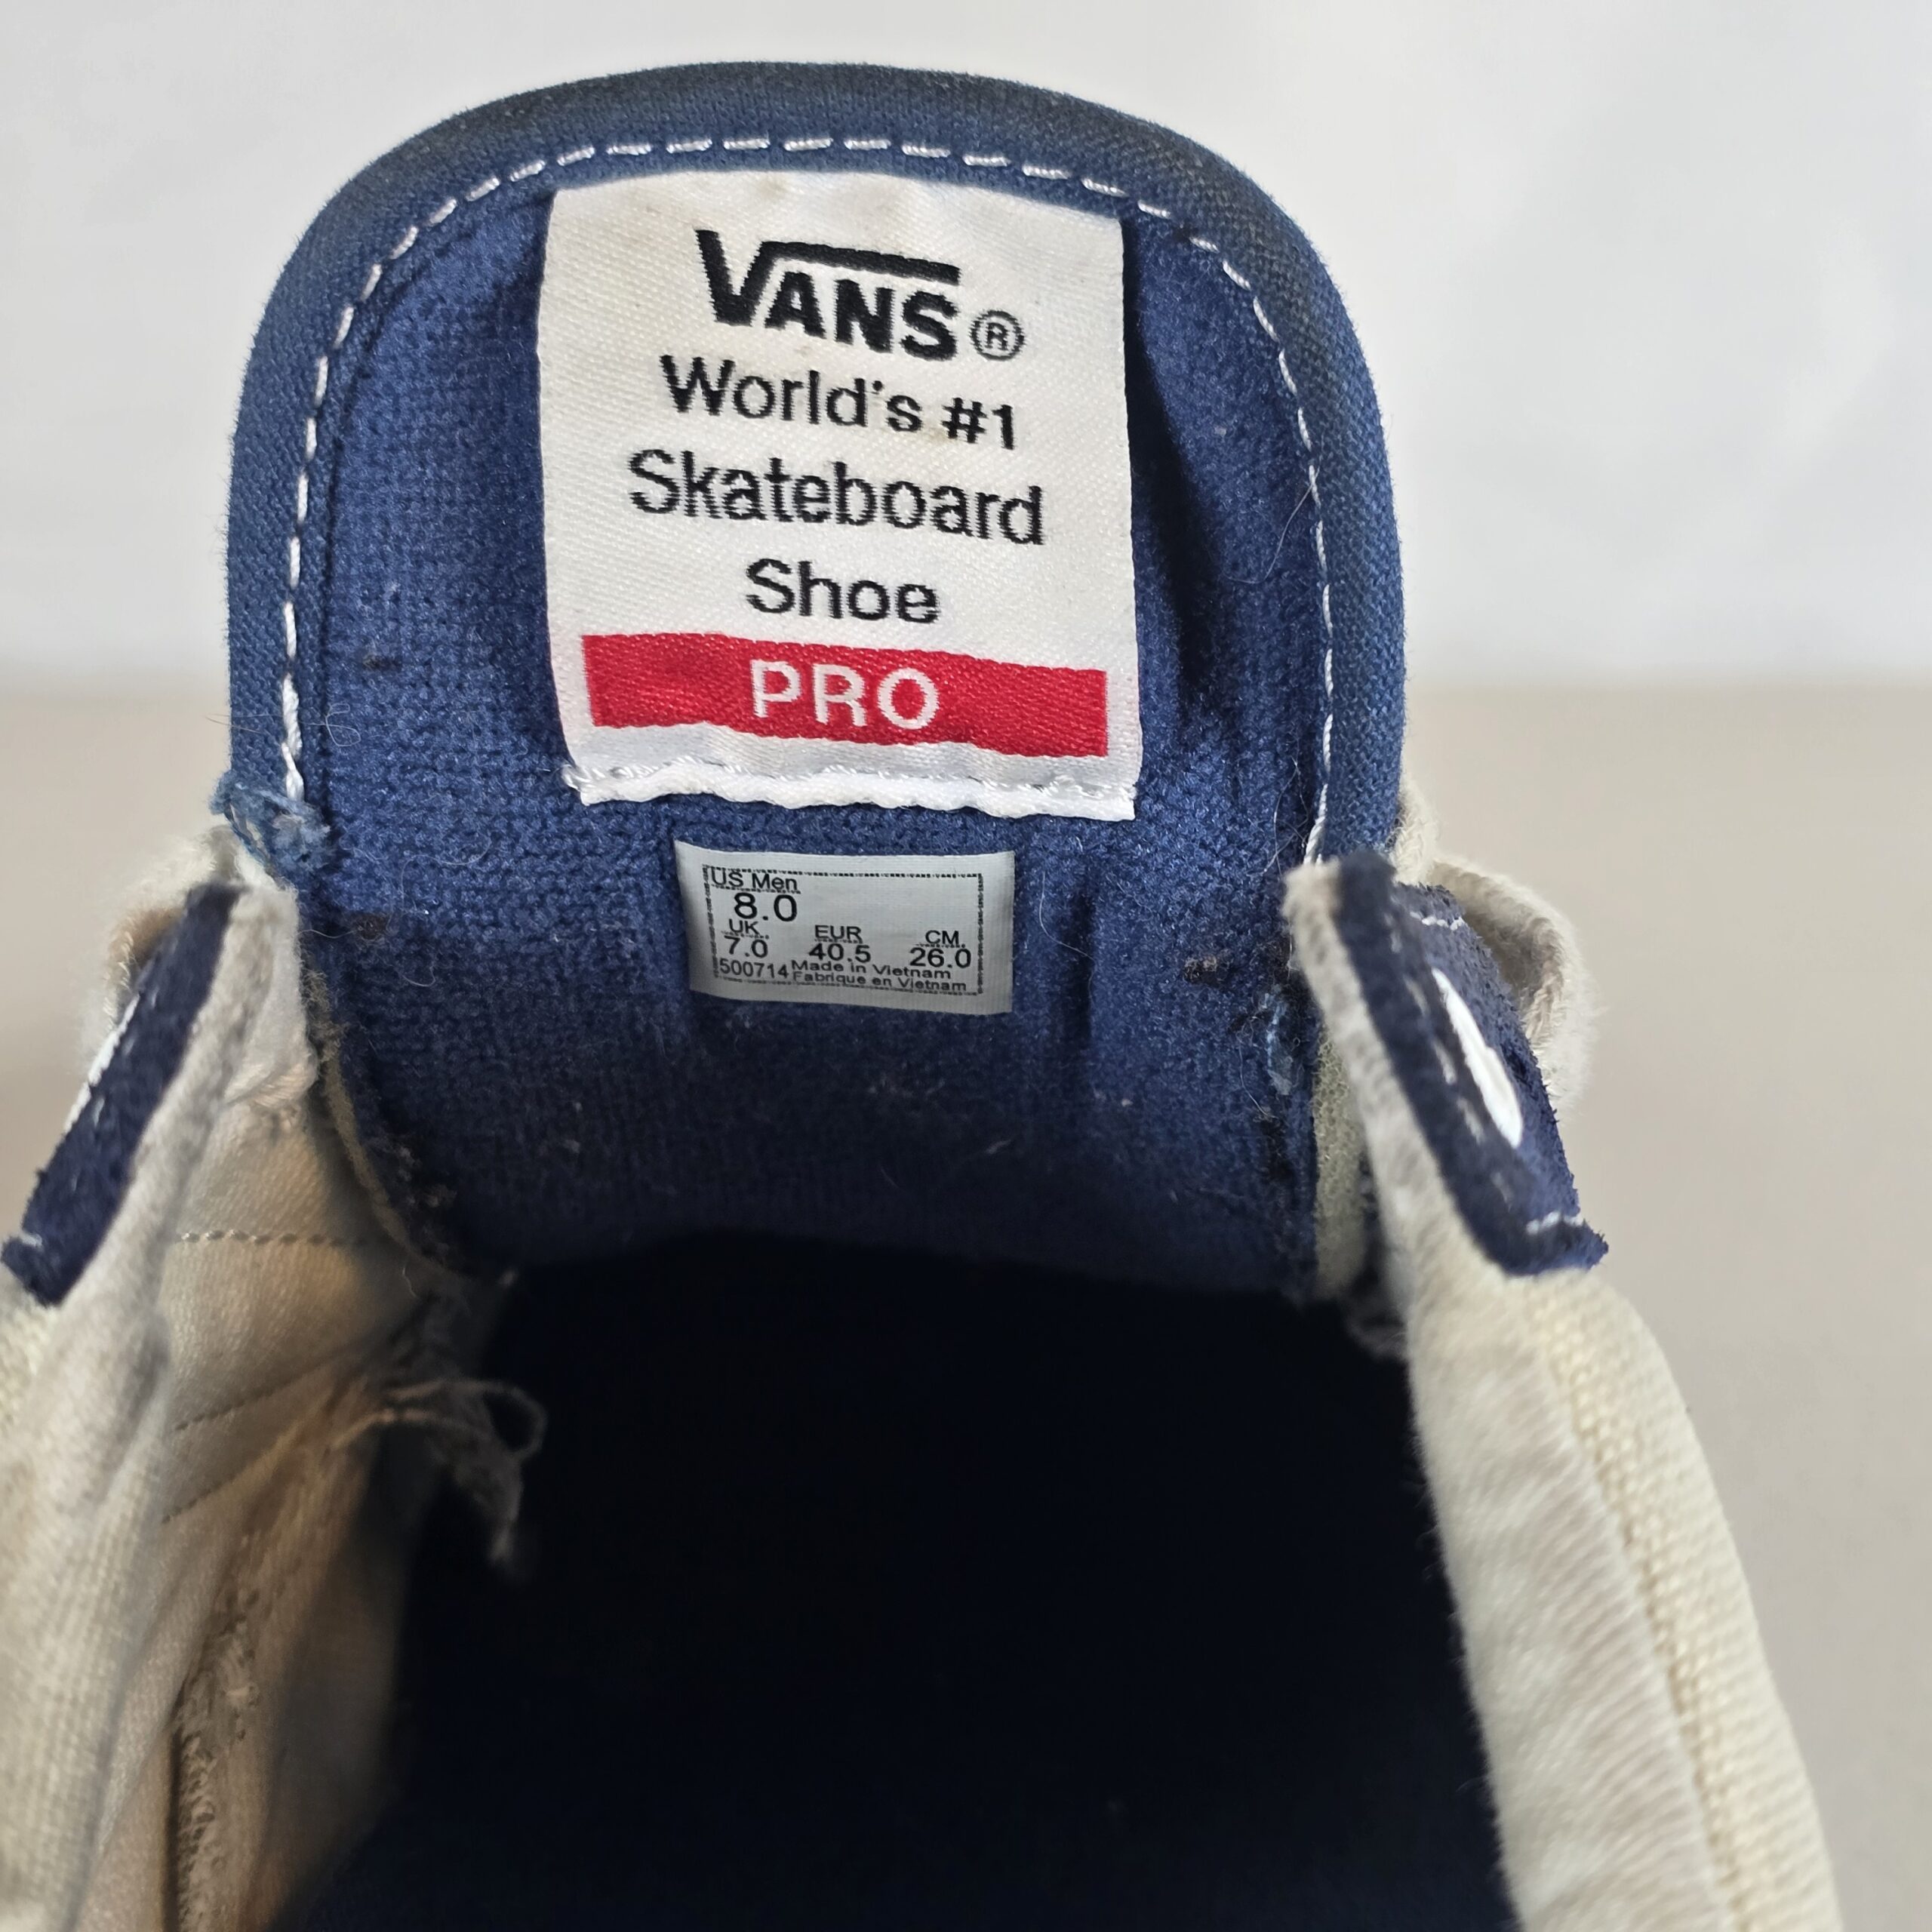 VANS®
World's #1
Skateboard
Shoe
PRO
US Men
8.0
UK. EUR CM.
7.0 40.5 26.0
500714 Made in Vietnam
Fabrique en Vietnam